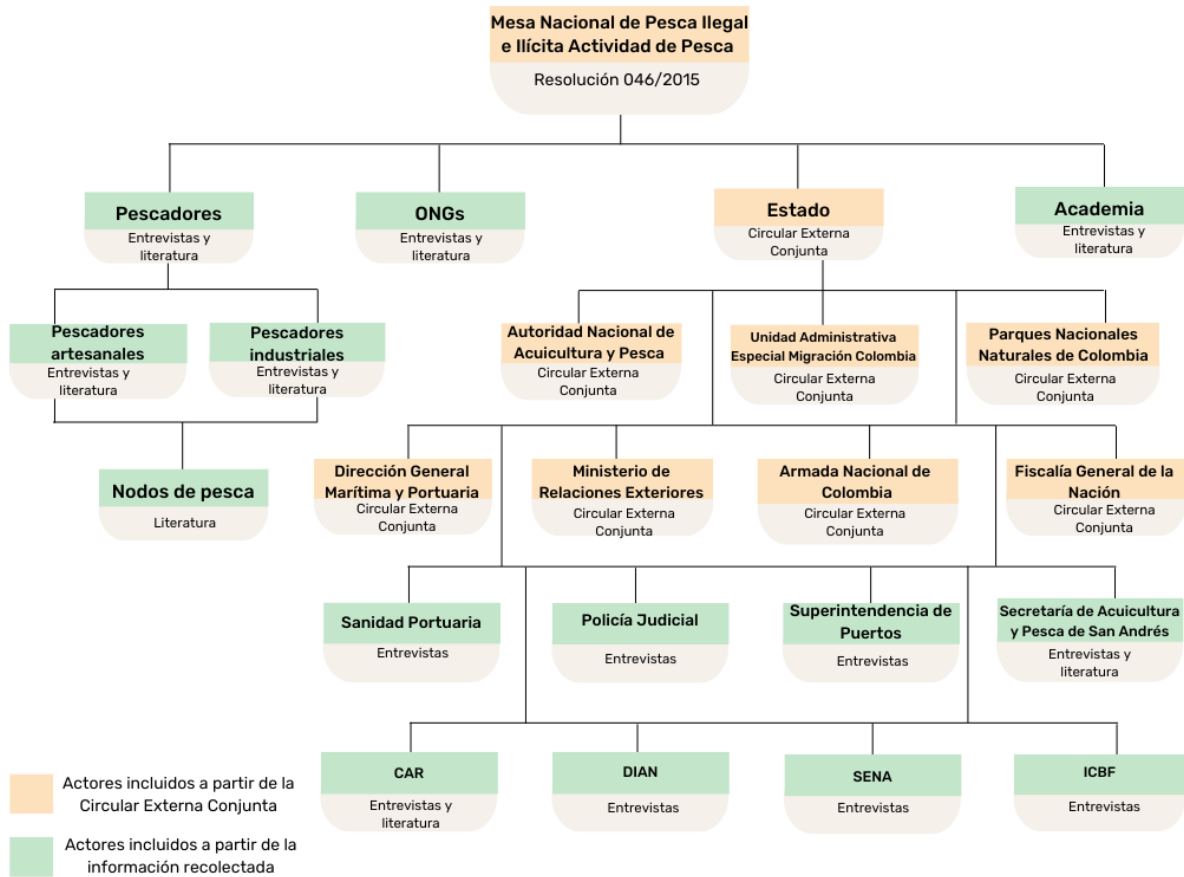 Mesa Nacional de Pesca Ilegal
e Ilícita Actividad de Pesca
Resolución 046/2015
Pescadores
Entrevistas y
literatura
ONGs
Entrevistas y
literatura
Estado
Circular Externa
Conjunta
Academia
Entrevistas y
literatura
Pescadores
artesanales
Entrevistas y
literatura
Pescadores
industriales
Entrevistas y
literatura
Autoridad Nacional de
Acuicultura y Pesca
Circular Externa
Conjunta
Unidad Administrativa
Especial Migración Colombia
Circular Externa
Conjunta
Parques Nacionales
Naturales de Colombia
Circular Externa
Conjunta
Nodos de pesca
Literatura
Dirección General
Marítima y Portuaria
Circular Externa
Conjunta
Ministerio de
Relaciones Exteriores
Circular Externa
Conjunta
Armada Nacional de
Colombia
Circular Externa
Conjunta
Fiscalía General de la
Nación
Circular Externa
Conjunta
Sanidad Portuaria
Entrevistas
Policía Judicial
Entrevistas
Superintendencia de
Puertos
Entrevistas
Secretaría de Acuicultura
y Pesca de San Andrés
Entrevistas y
literatura
CAR
Entrevistas y
literatura
DIAN
Entrevistas
SENA
Entrevistas
ICBF
Entrevistas
Actores incluidos a partir de la
Circular Externa Conjunta
Actores incluidos a partir de la
información recolectada